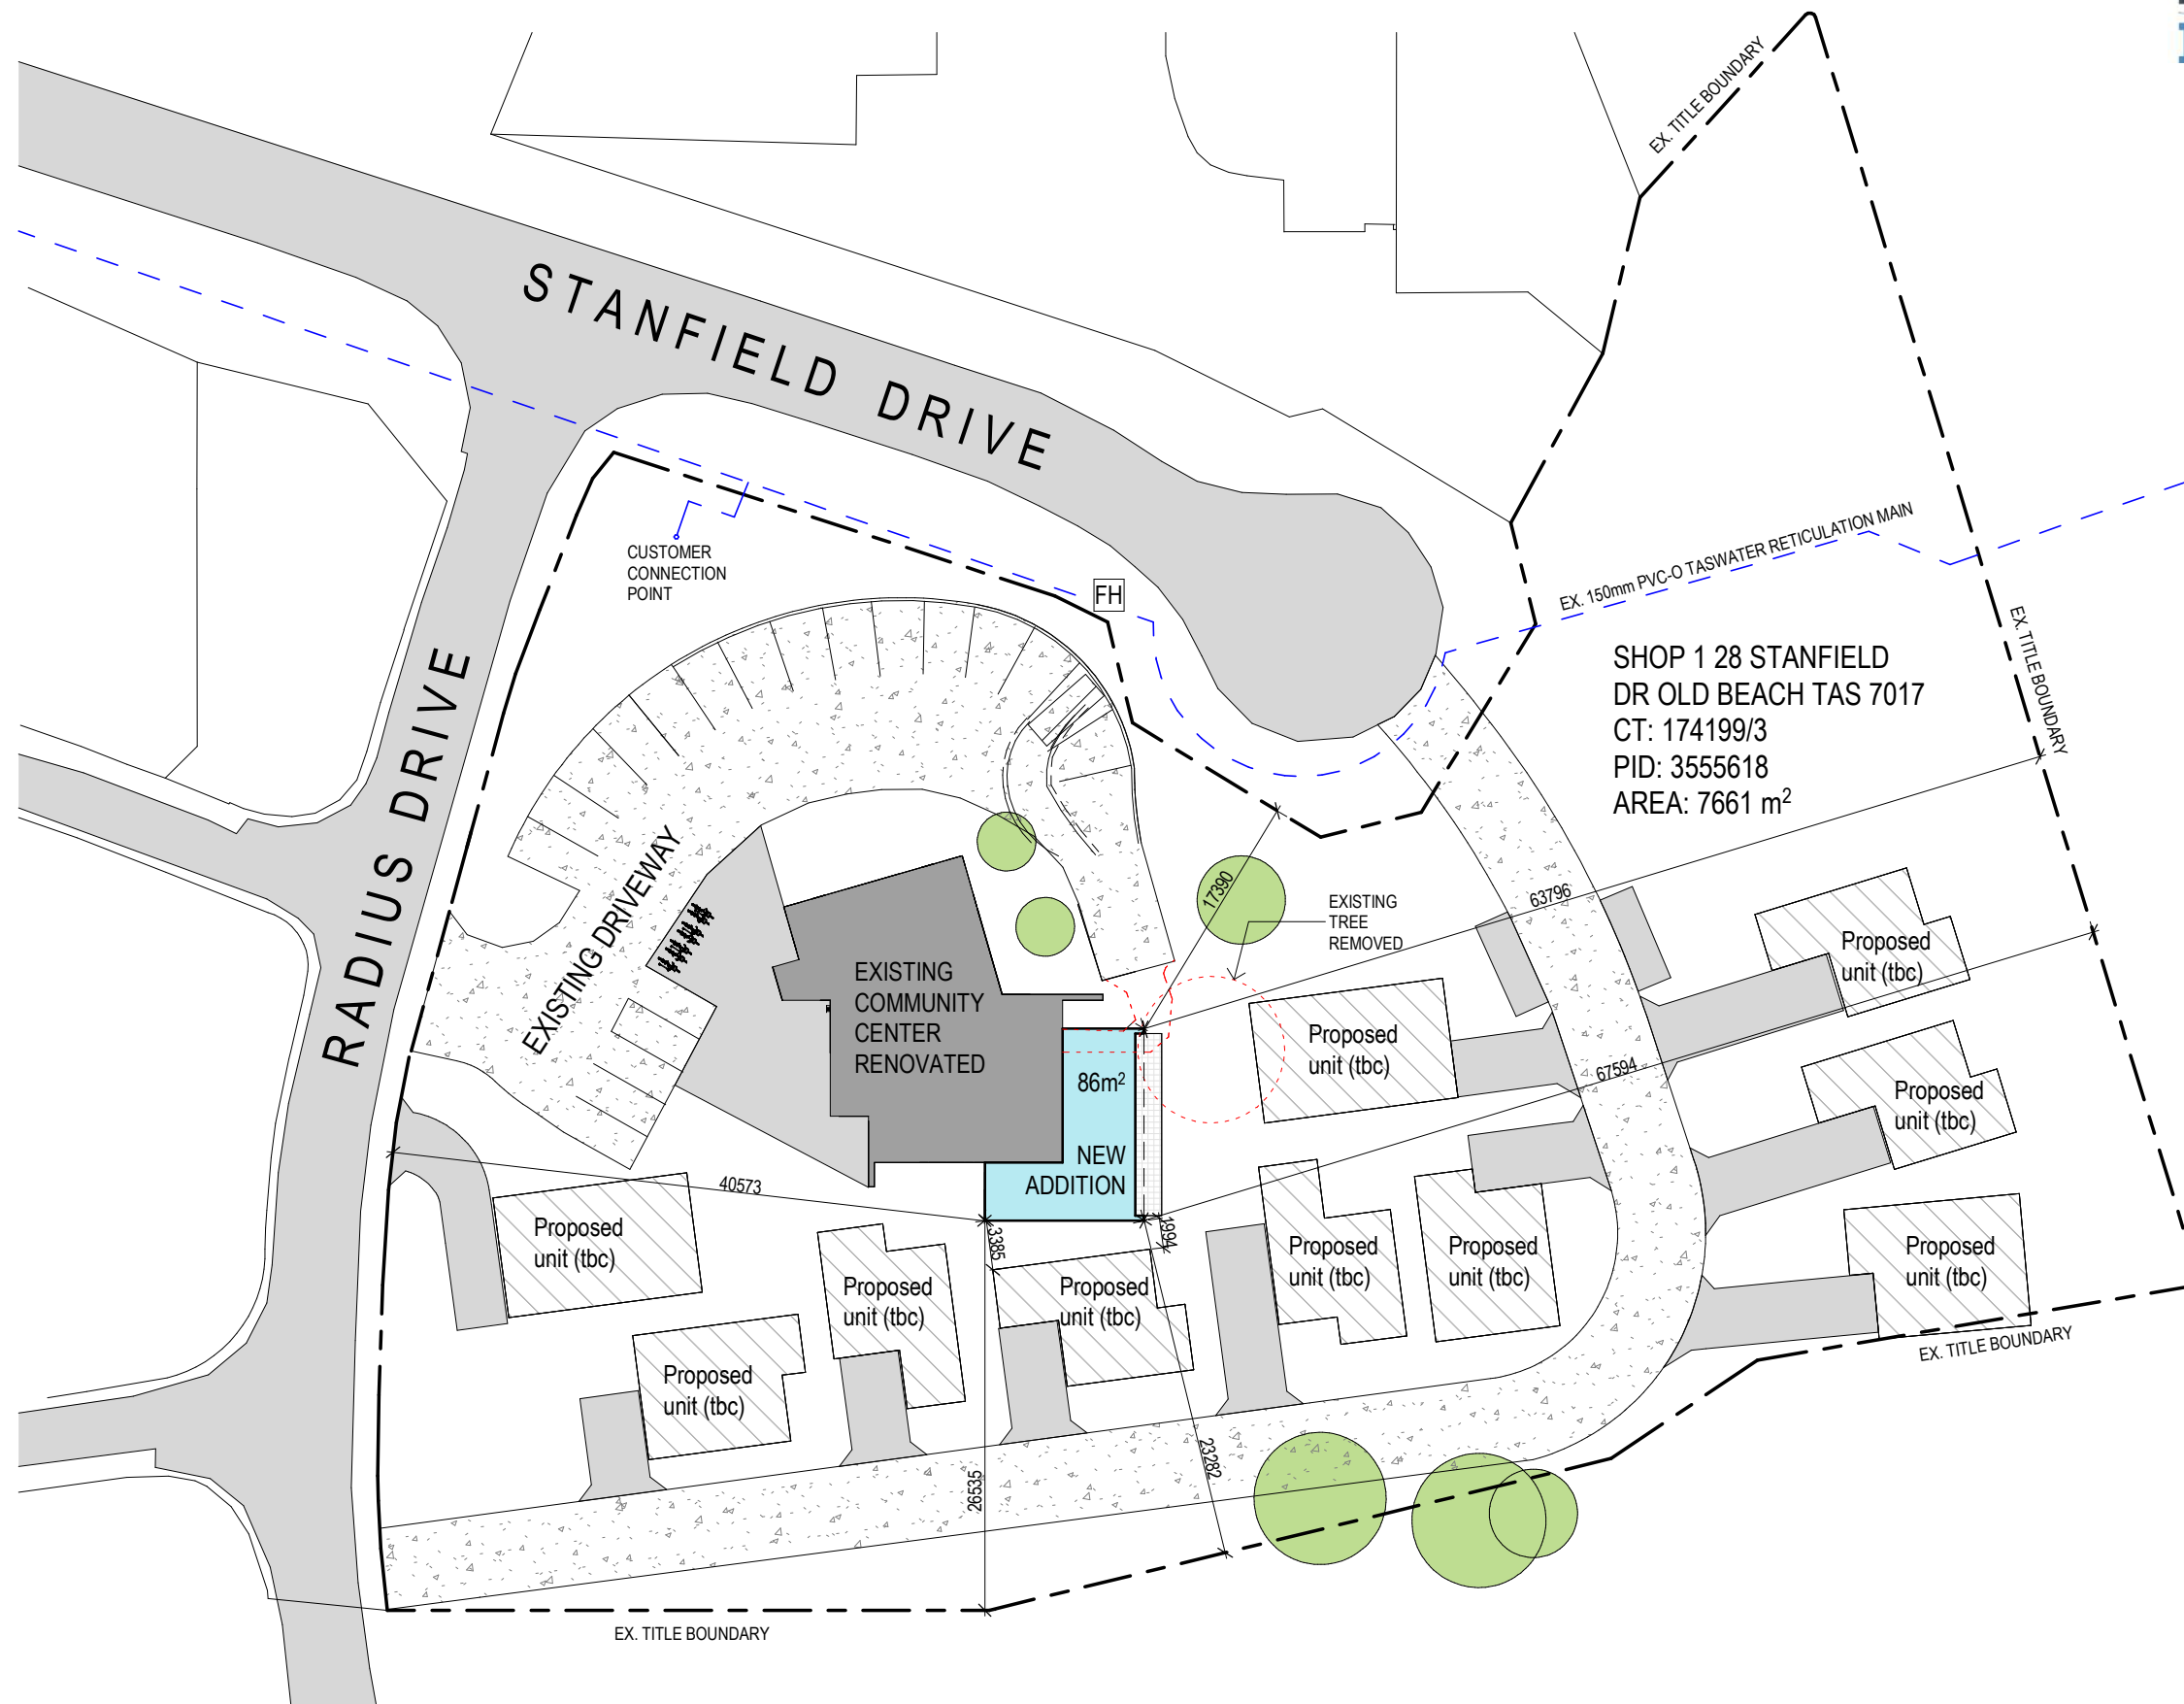 EX. TITLE BOUNDARY
STANFIELD DRIVE
EX. 150mm PVC-O TASWATER RETICULATION MAIN
CUSTOMER
CONNECTION
POINT
FH
EX. TITLE BOUNDARY
SHOP 1 28 STANFIELD
DR OLD BEACH TAS 7017
CT: 174199/3
PID: 3555618
AREA: 7661 m²
RADIUS DRIVE
EXISTING DRIVEWAY
17390
EXISTING
TREE
REMOVED
63796
Proposed
unit (tbc)
EXISTING
COMMUNITY
CENTER
RENOVATED
Proposed
unit (tbc)
86m²
67594
Proposed
unit (tbc)
NEW
ADDITION
40573
3385
1994
Proposed
unit (tbc)
Proposed
unit (tbc)
Proposed
unit (tbc)
Proposed
unit (tbc)
Proposed
unit (tbc)
Proposed
unit (tbc)
EX. TITLE BOUNDARY
Proposed
unit (tbc)
26535
23282
EX. TITLE BOUNDARY